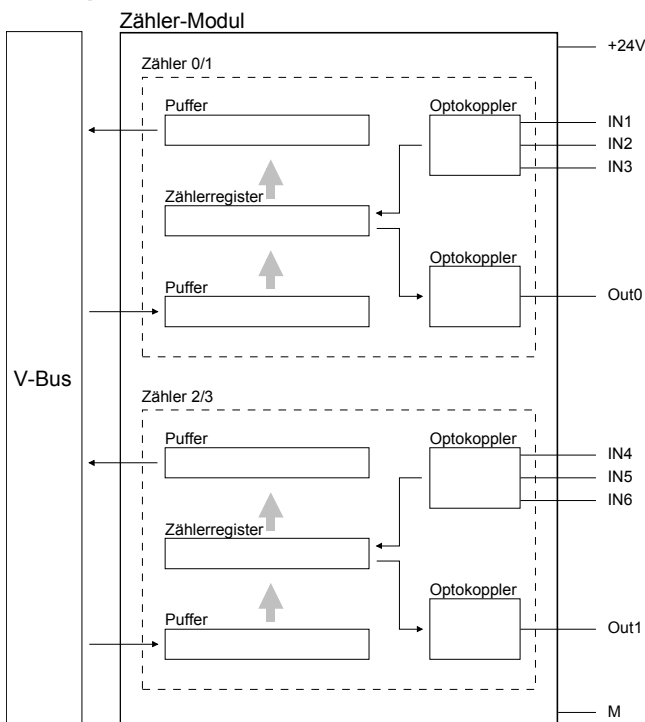 Zähler-Modul
+24V
Zähler 0/1
Puffer
Optokoppler
IN1
IN2
IN3
Zählerregister
Optokoppler
Puffer
Out0
V-Bus
Zähler 2/3
Puffer
Optokoppler
IN4
IN5
IN6
Zählerregister
Optokoppler
Puffer
Out1
M